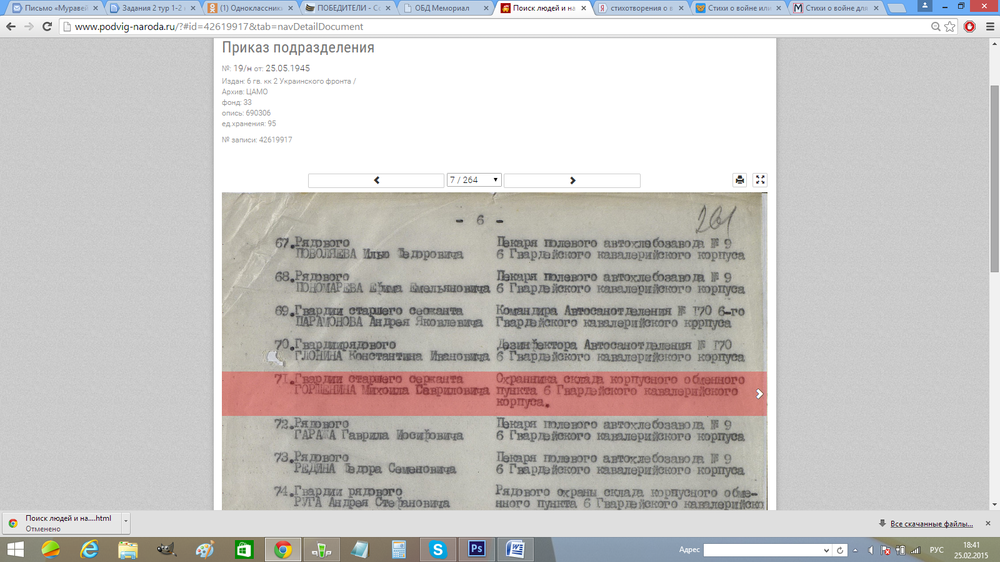 Письмо «Муравей
Задания 2 тур 1-2 к
(1) Одноклассники
ПОБЕДИТЕЛИ - Со
ОБД Мемориал
Поиск людей и на
стихотворения о в
Стихи о войне или
Стихи о войне для
www.podvig-naroda.ru/?#id=42619917&tab=navDetailDocument
Приказ подразделения
№: 19/н от: 25.05.1945
Издан: 6 гв. кк 2 Украинского фронта /
Архив: ЦАМО
фонд: 33
опись: 690306
ед.хранения: 95
№ записи: 42619917
7 / 264
- 6 -
261
67. Рядового Пекаря полевого автохлебозавода № 9
ПОВОЛЯЕВА Илью Федоровича 6 Гвардейского кавалерийского корпуса
68. Рядового Пекаря полевого автохлебозавода № 9
ПОНОМАРЕВА Ефима Емельяновича 6 Гвардейского кавалерийского корпуса
69. Гвардии старшего сержанта Командира Автосанотделения № 170 6-го
ПАРАМОНОВА Андрея Яковлевича Гвардейского кавалерийского корпуса
70. Гвардиирядового Дезинфектора Автосанотделения № 170
ГЛОНИНА Константина Ивановича 6 Гвардейского кавалерийского корпуса
71. Гвардии старшего сержанта Охранника склада корпусного обменного
ГОРШЕНИНА Михоила Гавриловича пункта 6 Гвардейского кавалерийского
корпуса.
72. Рядового Пекаря полевого автохлебозавода № 9
ГАРАЖА Гаврила Иосифовича 6 Гвардейского кавалерийского корпуса
73. Рядового Пекаря полевого автохлебозавода № 9
РЕДИНА Федора Семеновича 6 Гвардейского кавалерийского корпуса
74. Гвардии рядового Рядового охраны склада корпусного обме-
РУГА Андрея Стефановича нного пункта 6 Гвардейского кавалерийско
Поиск людей и на....html
Отменено
Все скачанные файлы...
Адрес
РУС
18:41
25.02.2015